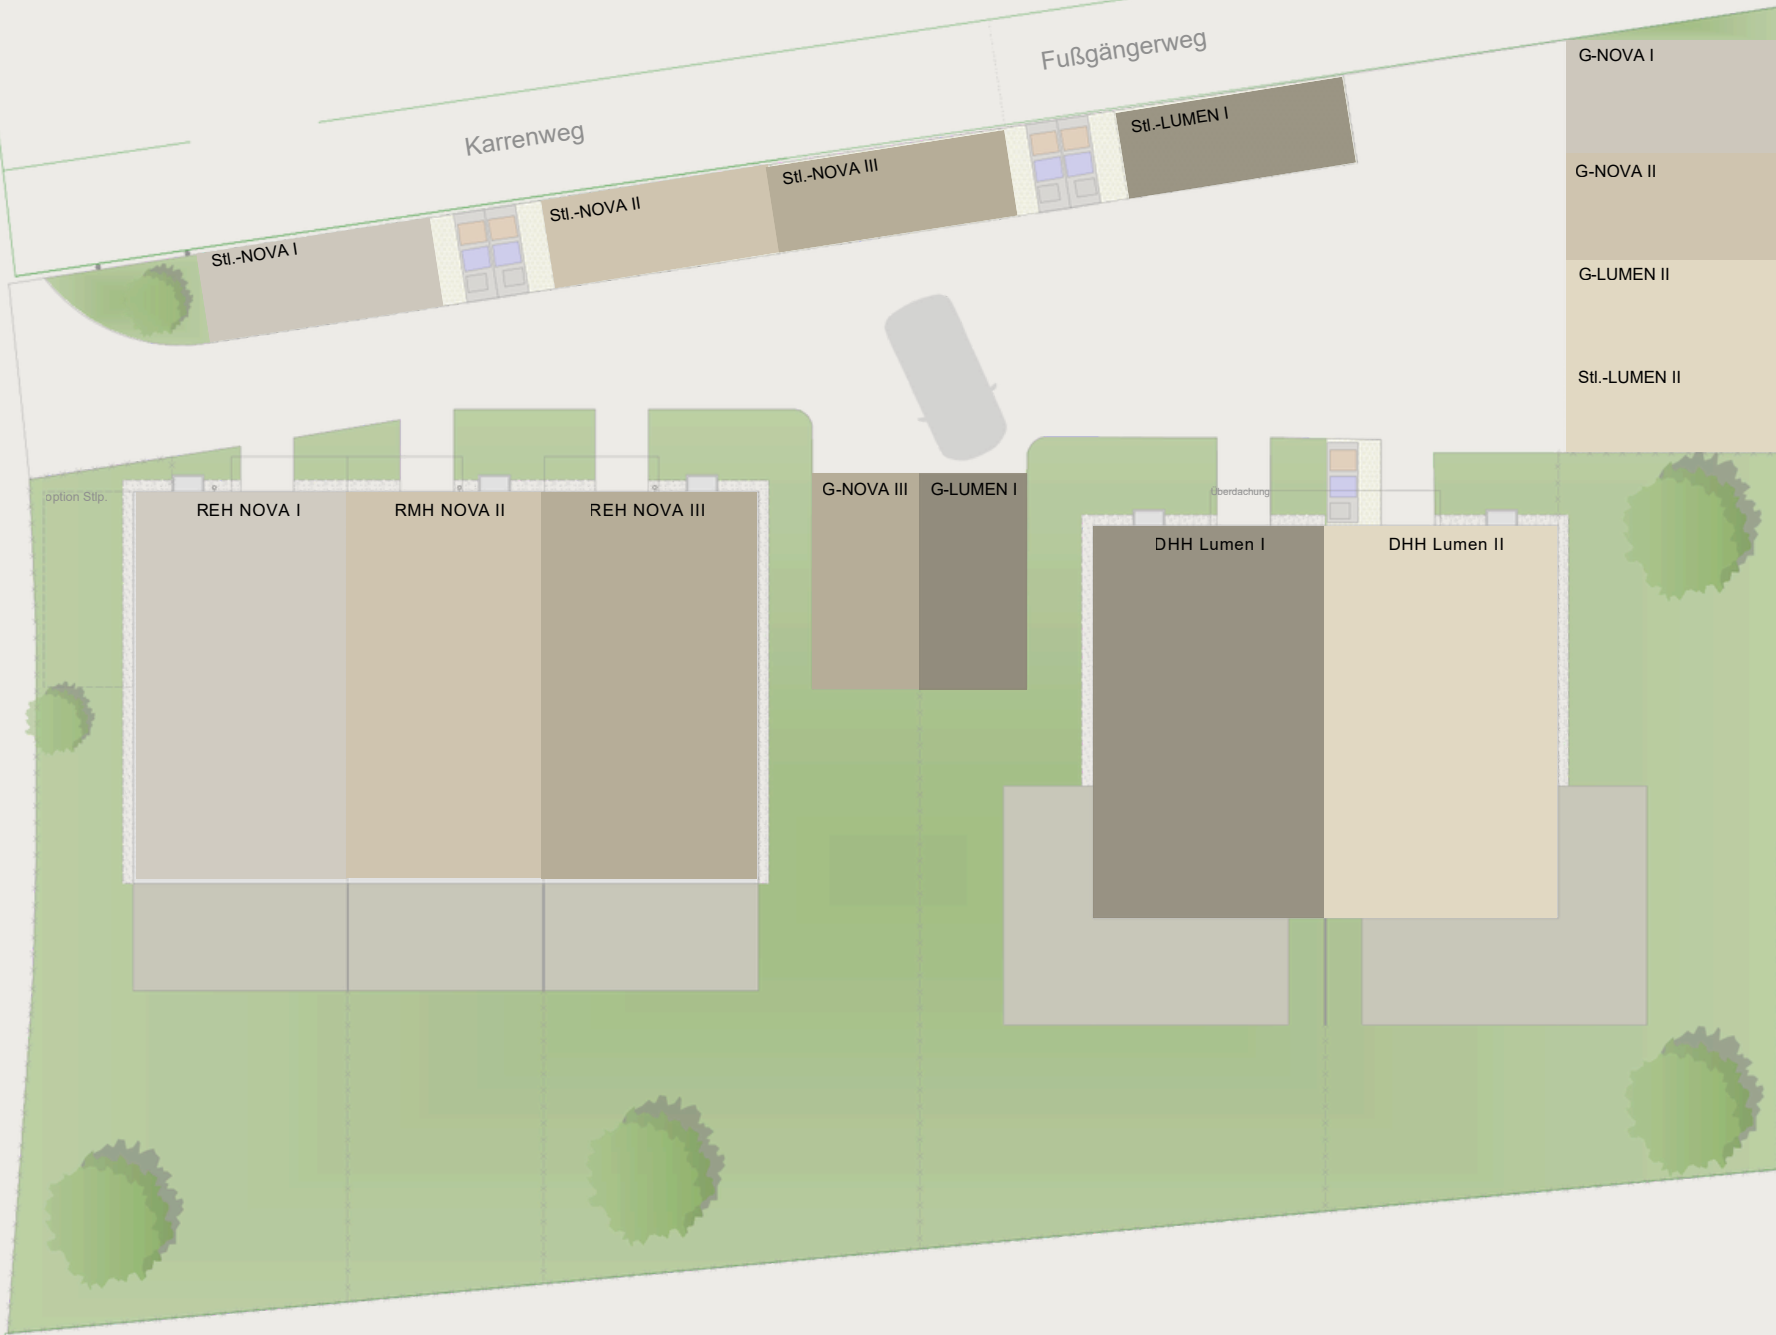 Fußgängerweg
G-NOVA I
Karrenweg
Stl.-LUMEN I
Stl.-NOVA III
G-NOVA II
Stl.-NOVA II
Stl.-NOVA I
G-LUMEN II
Stl.-LUMEN II
option Stlp.
REH NOVA I
RMH NOVA II
REH NOVA III
G-NOVA III
G-LUMEN I
Überdachung
DHH Lumen I
DHH Lumen II